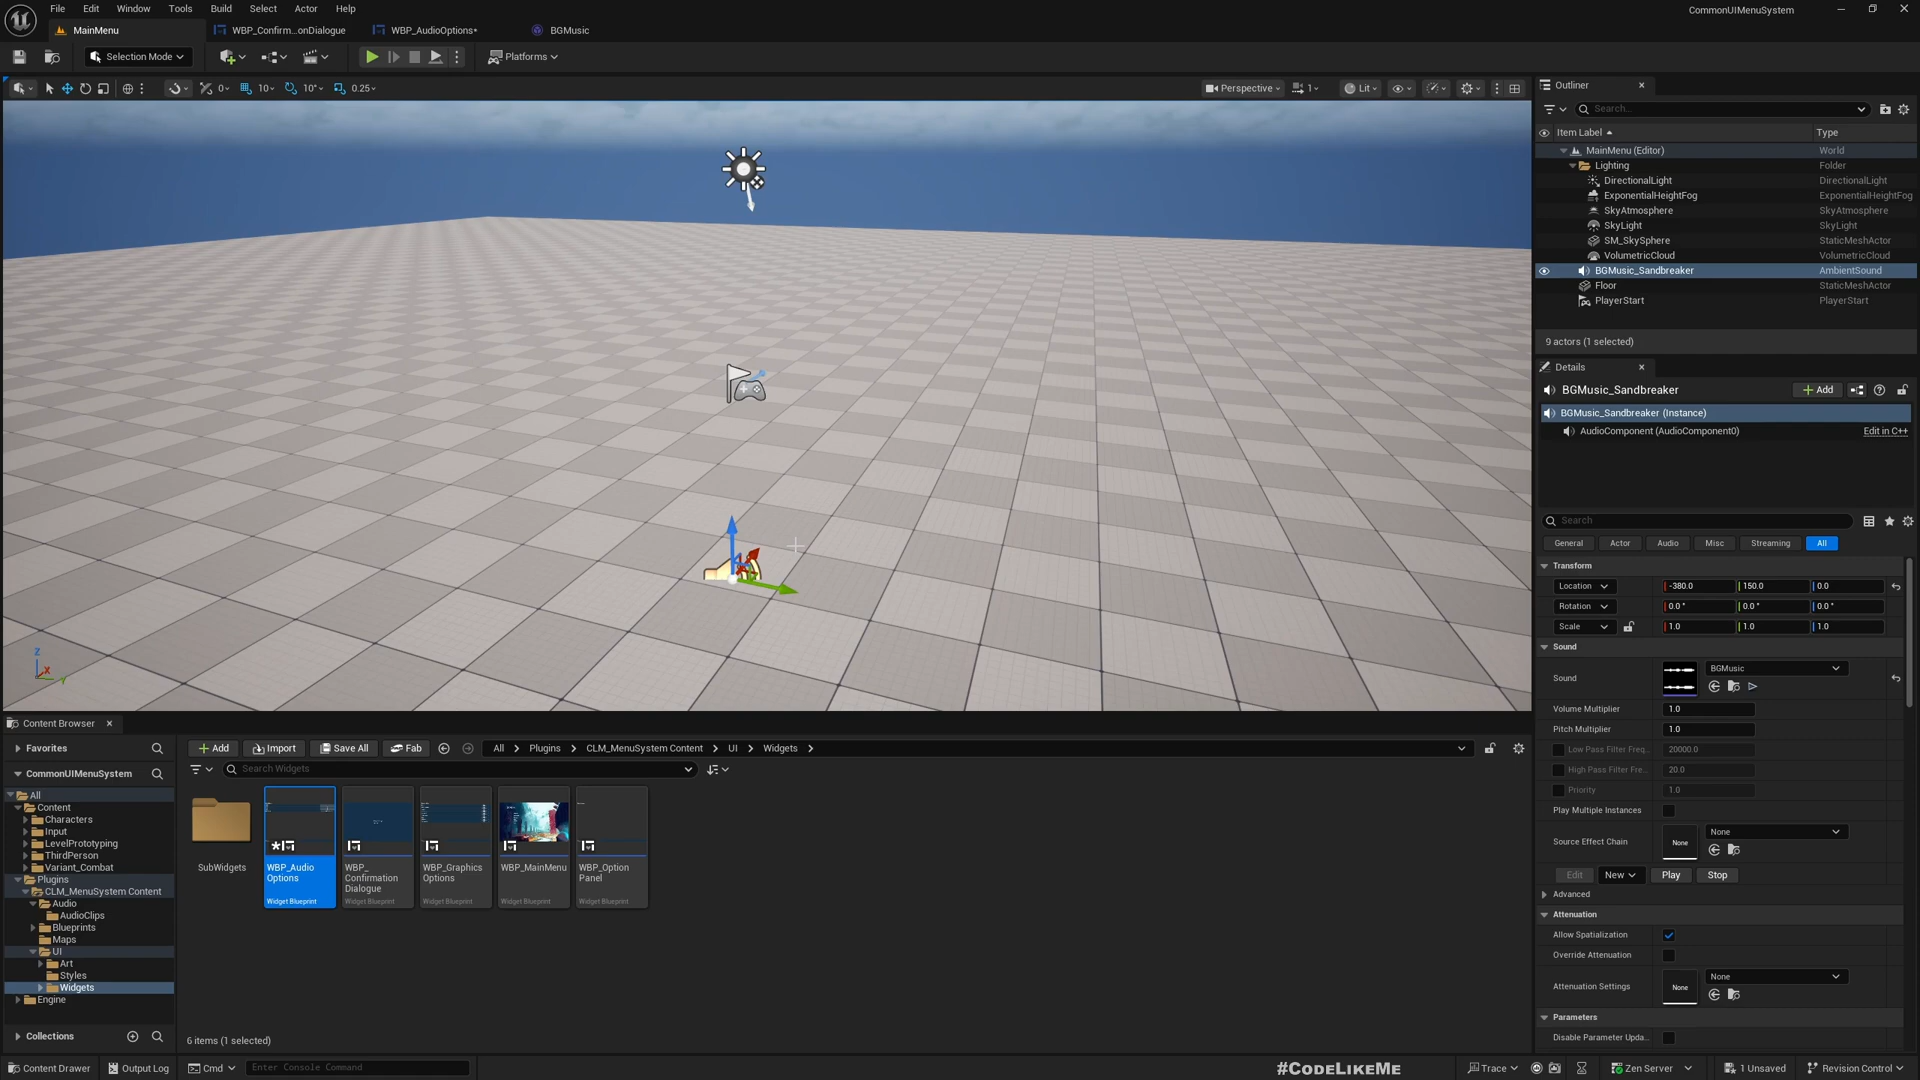 File Edit Window Tools Build Select Actor Help
CommonUIMenuSystem
MainMenu WBP_Confirm...onDialogue WBP_AudioOptions* BGMusic
Selection Mode Platforms
0 10 10° 0.25 Perspective 1 Lit
Outliner
Search...
Item Label Type
MainMenu (Editor) World
Lighting Folder
DirectionalLight DirectionalLight
ExponentialHeightFog ExponentialHeightFog
SkyAtmosphere SkyAtmosphere
SkyLight SkyLight
SM_SkySphere StaticMeshActor
VolumetricCloud VolumetricCloud
BGMusic_Sandbreaker AmbientSound
Floor StaticMeshActor
PlayerStart PlayerStart
9 actors (1 selected)
Details
BGMusic_Sandbreaker Add
BGMusic_Sandbreaker (Instance)
AudioComponent (AudioComponent0) Edit in C++
Search
General Actor Audio Misc Streaming All
Transform
Location -380.0 150.0 0.0
Rotation 0.0° 0.0° 0.0°
Scale 1.0 1.0 1.0
Sound
Sound BGMusic
Volume Multiplier 1.0
Pitch Multiplier 1.0
Low Pass Filter Freq... 20000.0
High Pass Filter Fre... 20.0
Priority 1.0
Play Multiple Instances
Source Effect Chain None None
Edit New Play Stop
Advanced
Attenuation
Allow Spatialization
Override Attenuation
Attenuation Settings None None
Parameters
Disable Parameter Upda...
Z X Y
Content Browser
Favorites
Add Import Save All Fab All Plugins CLM_MenuSystem Content UI Widgets
CommonUIMenuSystem
Search Widgets
All
Content
Characters
Input
LevelPrototyping
ThirdPerson
Variant_Combat
Plugins
CLM_MenuSystem Content
Audio
AudioClips
Blueprints
Maps
UI
Art
Styles
Widgets
Engine
Collections
SubWidgets
WBP_Audio Options Widget Blueprint
WBP_ Confirmation Dialogue Widget Blueprint
WBP_Graphics Options Widget Blueprint
WBP_MainMenu Widget Blueprint
WBP_Option Panel Widget Blueprint
6 items (1 selected)
Content Drawer Output Log Cmd Enter Console Command
#CodeLikeMe
Trace Zen Server 1 Unsaved Revision Control